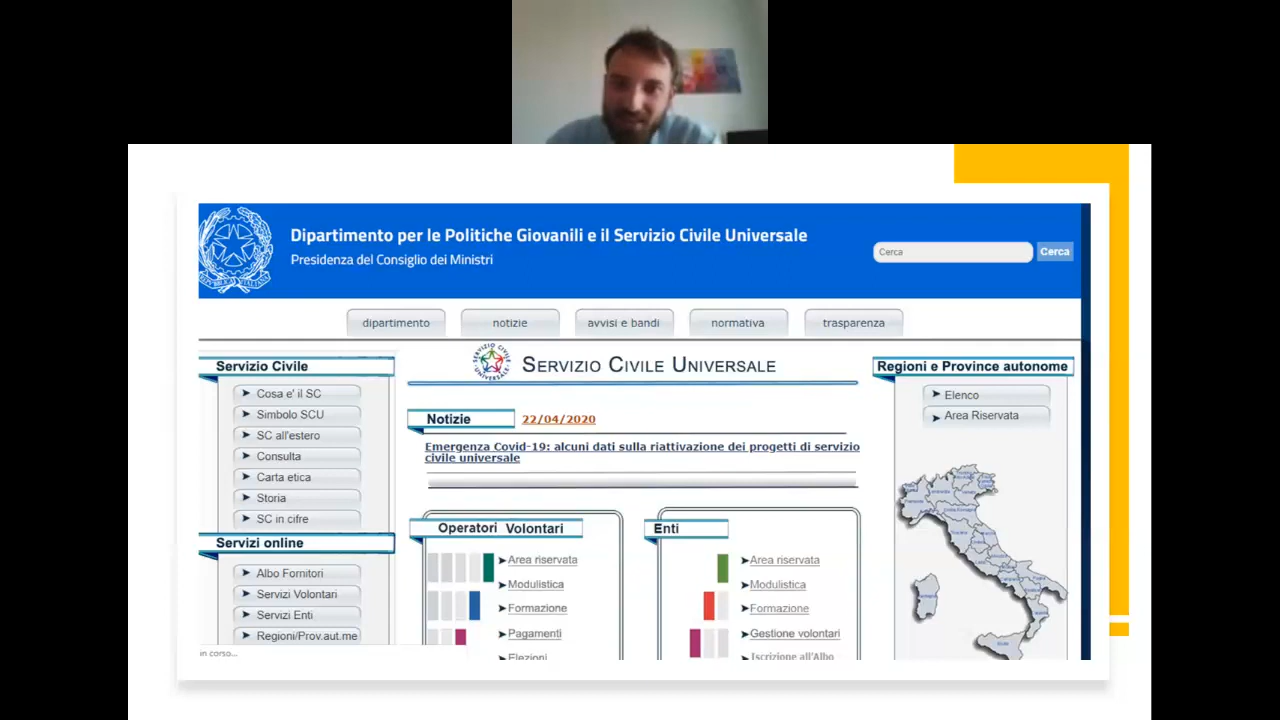 Dipartimento per le Politiche Giovanili e il Servizio Civile Universale
Presidenza del Consiglio dei Ministri
Cerca
Cerca
dipartimento
notizie
avvisi e bandi
normativa
trasparenza
Servizio Civile
Cosa e' il SC
Simbolo SCU
SC all'estero
Consulta
Carta etica
Storia
SC in cifre
Servizi online
Albo Fornitori
Servizi Volontari
Servizi Enti
Regioni/Prov.aut.me
in corso...
SERVIZIO CIVILE UNIVERSALE
Notizie
22/04/2020
Emergenza Covid-19: alcuni dati sulla riattivazione dei progetti di servizio
civile universale
Operatori Volontari
Area riservata
Modulistica
Formazione
Pagamenti
Elezioni
Enti
Area riservata
Modulistica
Formazione
Gestione volontari
Iscrizione all'Albo
Regioni e Province autonome
Elenco
Area Riservata